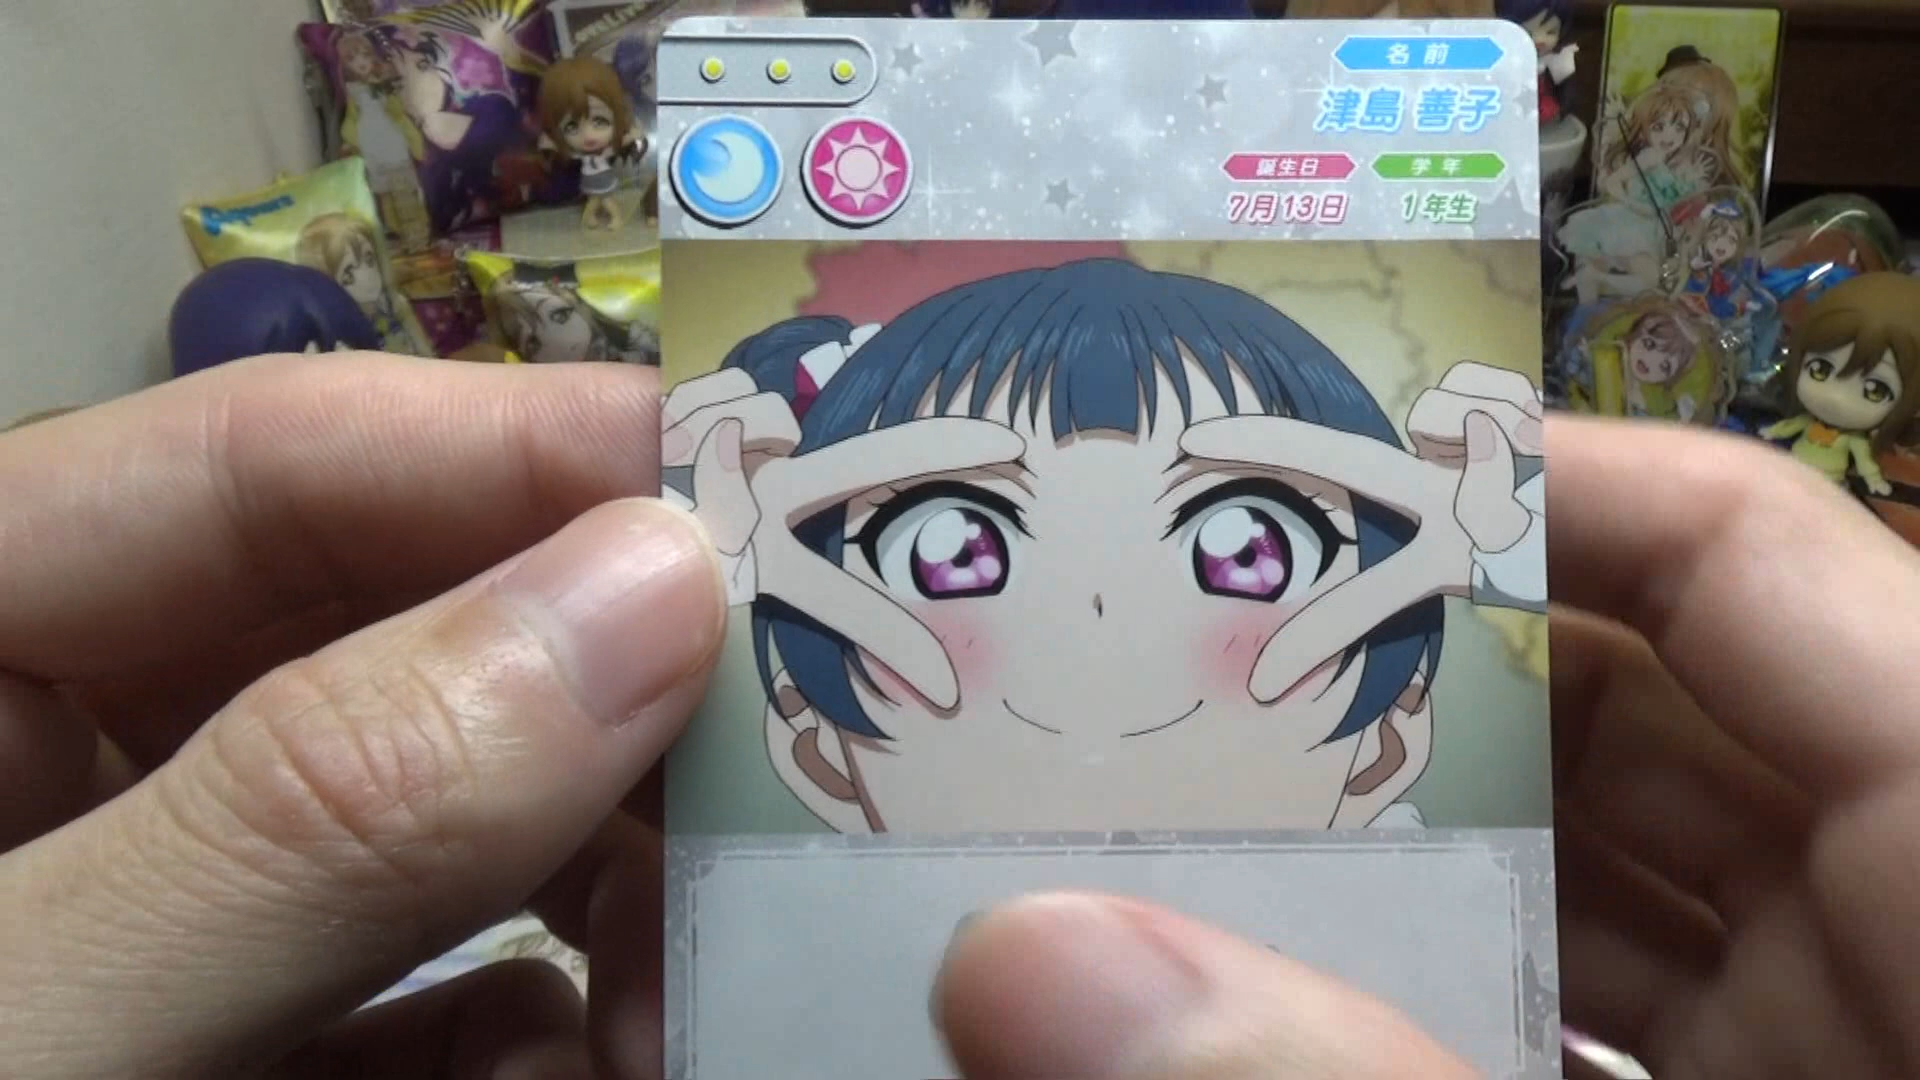 名前
津島 善子
誕生日 学年
7月13日 1年生
Aqours